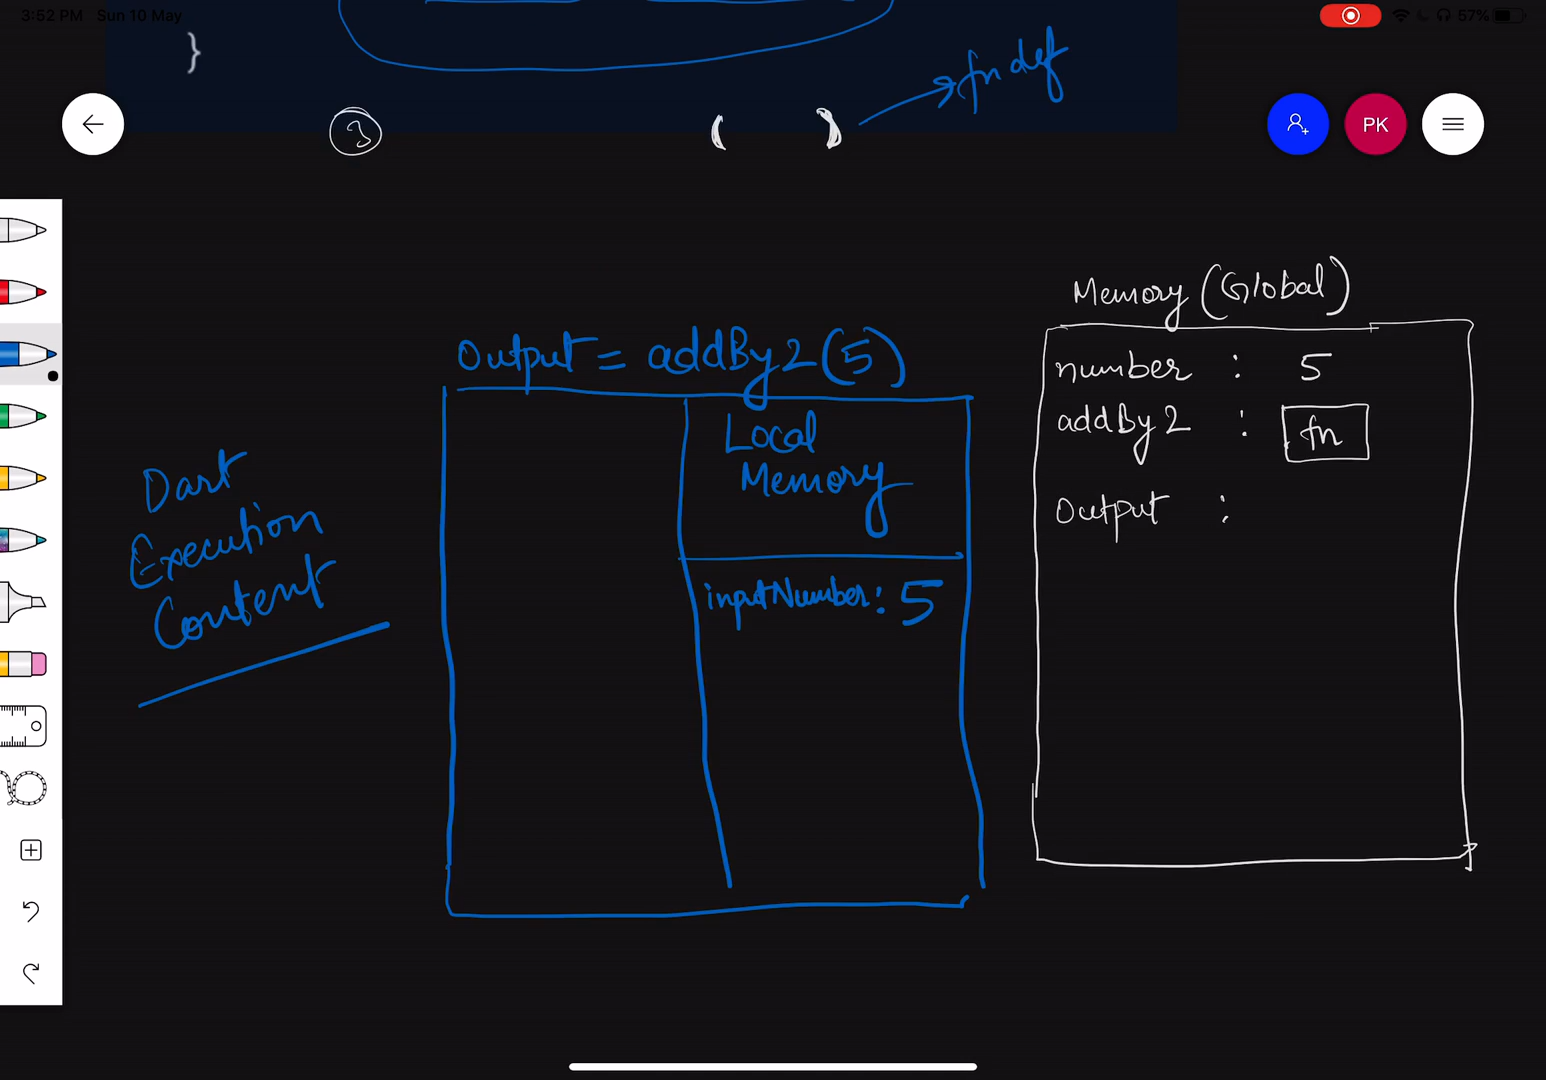 3:52 PM Sun 10 May
57%
}
fn def
3
( )
PK
Memory (Global)
Output = addBy2(5)
number : 5
addBy2 : fn
Local
Memory
Output :
Dart
Execution
Content
inputNumber: 5